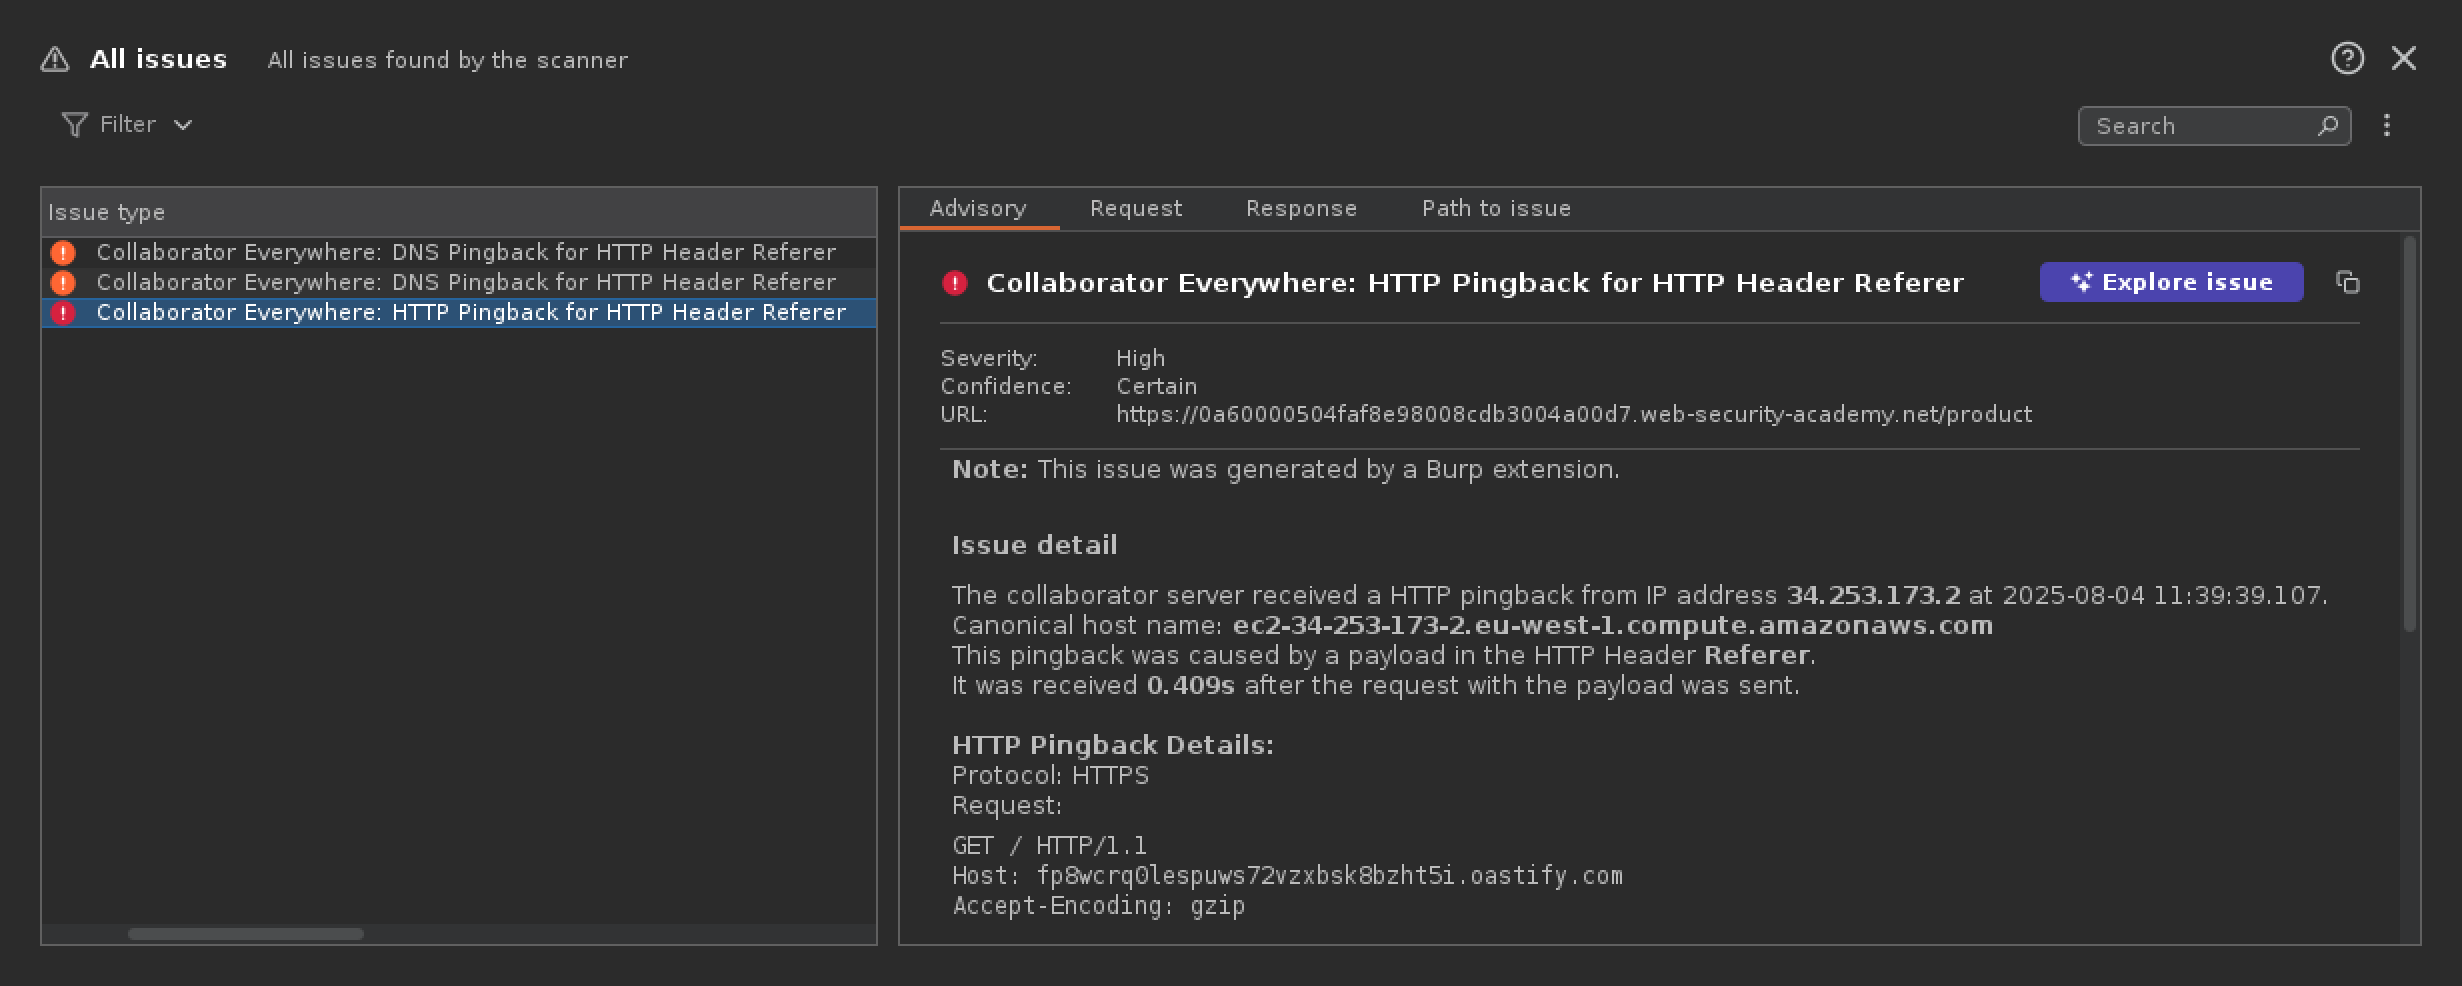 All issues All issues found by the scanner
Filter
Search
Issue type
Collaborator Everywhere: DNS Pingback for HTTP Header Referer
Collaborator Everywhere: DNS Pingback for HTTP Header Referer
Collaborator Everywhere: HTTP Pingback for HTTP Header Referer
Advisory Request Response Path to issue
Collaborator Everywhere: HTTP Pingback for HTTP Header Referer
Explore issue
Severity: High
Confidence: Certain
URL: https://0a60000504faf8e98008cdb3004a00d7.web-security-academy.net/product
Note: This issue was generated by a Burp extension.
Issue detail
The collaborator server received a HTTP pingback from IP address 34.253.173.2 at 2025-08-04 11:39:39.107.
Canonical host name: ec2-34-253-173-2.eu-west-1.compute.amazonaws.com
This pingback was caused by a payload in the HTTP Header Referer.
It was received 0.409s after the request with the payload was sent.
HTTP Pingback Details:
Protocol: HTTPS
Request:
GET / HTTP/1.1
Host: fp8wcrq0lespuws72vzxbsk8bzht5i.oastify.com
Accept-Encoding: gzip